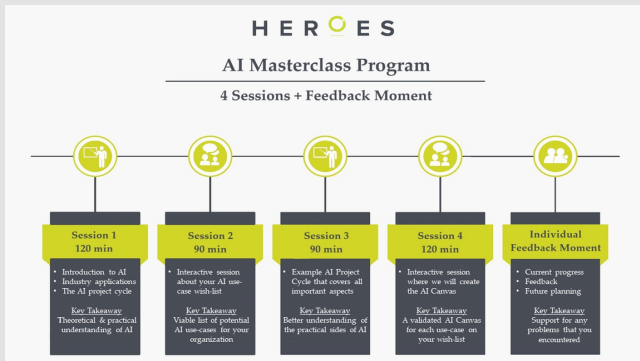 HEROES
AI Masterclass Program
4 Sessions + Feedback Moment
Session 1
120 min
• Introduction to AI
• Industry applications
• The AI project cycle
Key Takeaway
Theoretical & practical
understanding of AI
Session 2
90 min
• Interactive session
about your AI use-
case wish-list
Key Takeaway
Viable list of potential
AI use-cases for your
organization
Session 3
90 min
• Example AI Project
Cycle that covers all
important aspects
Key Takeaway
Better understanding of
the practical sides of AI
Session 4
120 min
• Interactive session
where we will create
the AI Canvas
Key Takeaway
A validated AI Canvas
for each use-case on
your wish-list
Individual
Feedback Moment
• Current progress
• Feedback
• Future planning
Key Takeaway
Support for any
problems that you
encountered